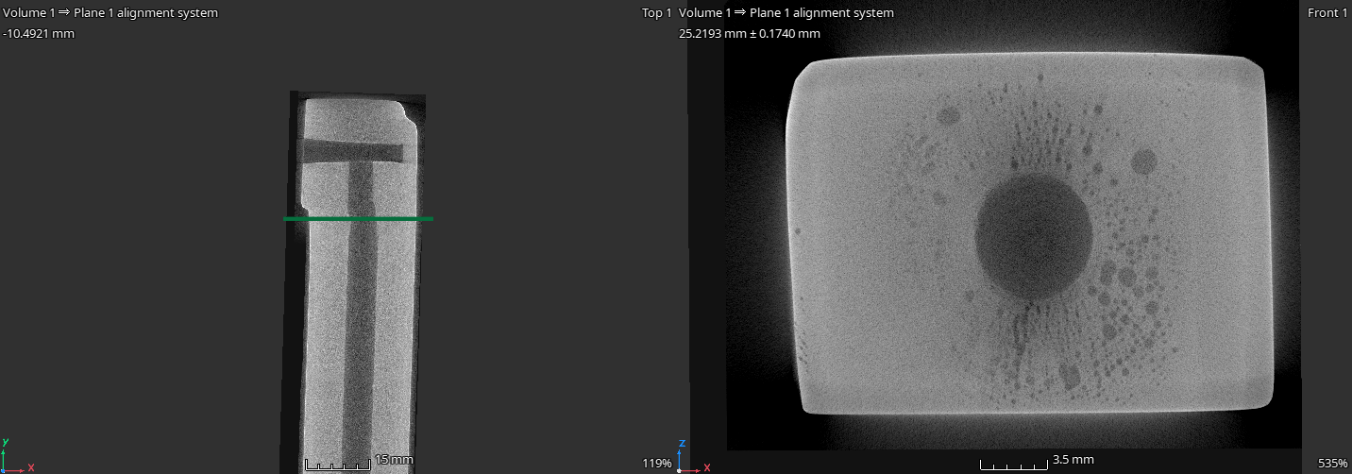 Volume 1 ⇒ Plane 1 alignment system
Top 1
-10.4921 mm
15 mm
119%
y
x
Volume 1 ⇒ Plane 1 alignment system
Front 1
25.2193 mm ± 0.1740 mm
3.5 mm
535%
z
x